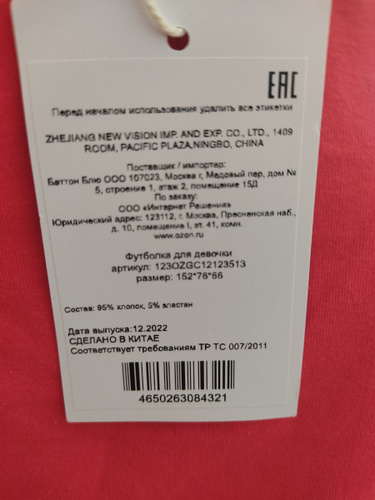 EAC
Перед началом использования удалить все этикетки
ZHEJIANG NEW VISION IMP. AND EXP. CO., LTD., 1409
ROOM, PACIFIC PLAZA,NINGBO, CHINA
Поставщик / импортер:
Баттон Блю ООО 107023, Москва г, Медовый пер, дом №
5, строение 1, этаж 2, помещение 15Д
По заказу:
ООО «Интернет Решения»
Юридический адрес: 123112, г. Москва, Пресненская наб.,
д. 10, помещение I, эт. 41, комн.
www.ozon.ru
Футболка для девочки
артикул: 123OZGC12123513
размер: 152*76*66
Состав: 95% хлопок, 5% эластан
Дата выпуска:12.2022
СДЕЛАНО В КИТАЕ
Соответствует требованиям ТР ТС 007/2011
4650263084321